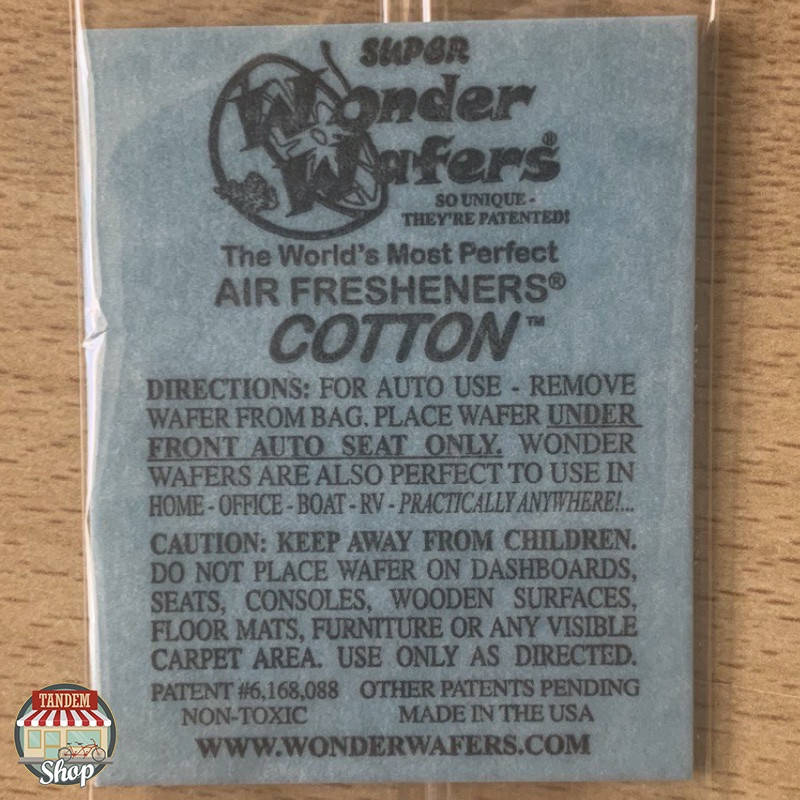 SUPER
Wonder
Wafers®
SO UNIQUE -
THEY'RE PATENTED!
The World's Most Perfect
AIR FRESHENERS®
COTTON™
DIRECTIONS: FOR AUTO USE - REMOVE
WAFER FROM BAG. PLACE WAFER UNDER
FRONT AUTO SEAT ONLY. WONDER
WAFERS ARE ALSO PERFECT TO USE IN
HOME - OFFICE - BOAT - RV - PRACTICALLY ANYWHERE!...
CAUTION: KEEP AWAY FROM CHILDREN.
DO NOT PLACE WAFER ON DASHBOARDS,
SEATS, CONSOLES, WOODEN SURFACES,
FLOOR MATS, FURNITURE OR ANY VISIBLE
CARPET AREA. USE ONLY AS DIRECTED.
PATENT #6,168,088 OTHER PATENTS PENDING
NON-TOXIC MADE IN THE USA
WWW.WONDERWAFERS.COM
TANDEM
Shop